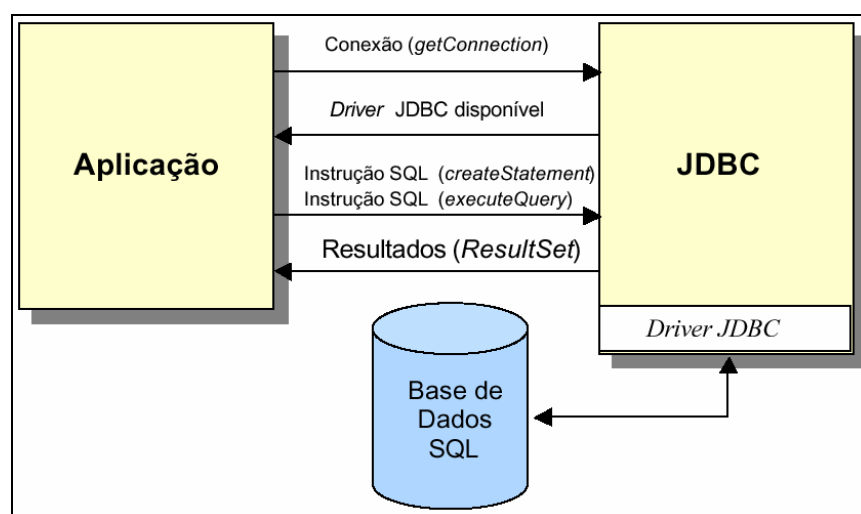 Conexão (getConnection)
Driver JDBC disponível
Aplicação
JDBC
Instrução SQL (createStatement)
Instrução SQL (executeQuery)
Resultados (ResultSet)
Driver JDBC
Base de
Dados
SQL